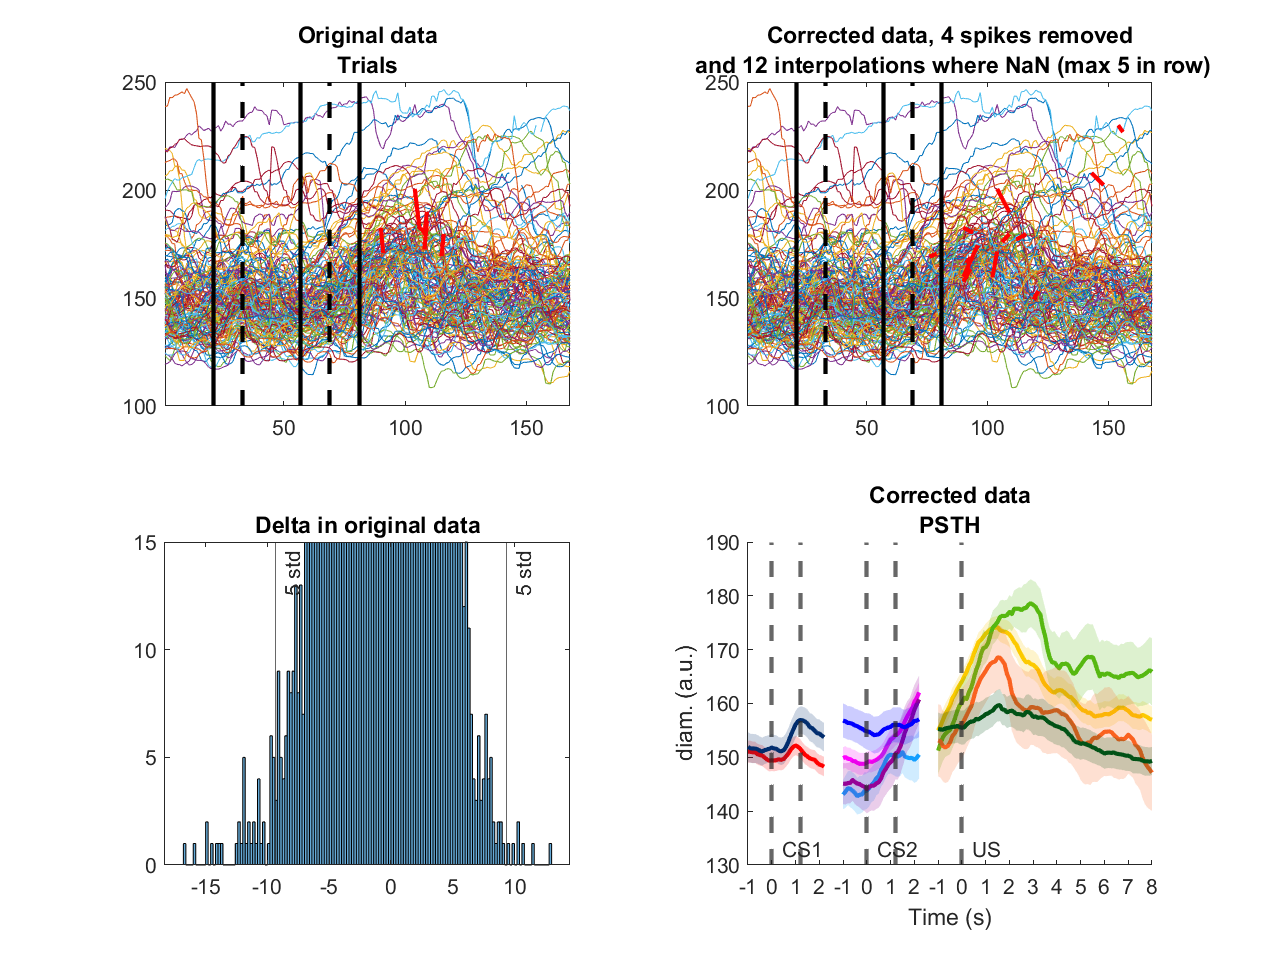 Original data
Trials
250
200
150
100
50
100
150
Corrected data, 4 spikes removed
and 12 interpolations where NaN (max 5 in row)
250
200
150
100
50
100
150
Delta in original data
15
10
5
0
5 std
5 std
-15
-10
-5
0
5
10
Corrected data
PSTH
190
180
170
160
150
140
130
diam. (a.u.)
CS1
CS2
US
-1 0 1 2 -1 0 1 2 -1 0 1 2 3 4 5 6 7 8
Time (s)